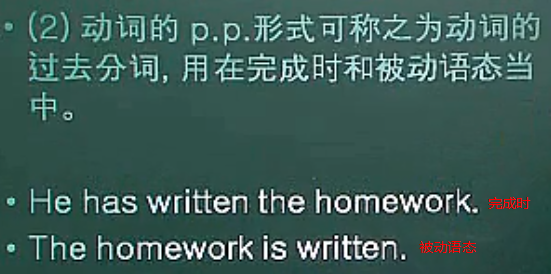 • (2) 动词的 p.p.形式可称之为动词的
过去分词, 用在完成时和被动语态当
中。
• He has written the homework. 完成时
• The homework is written. 被动语态